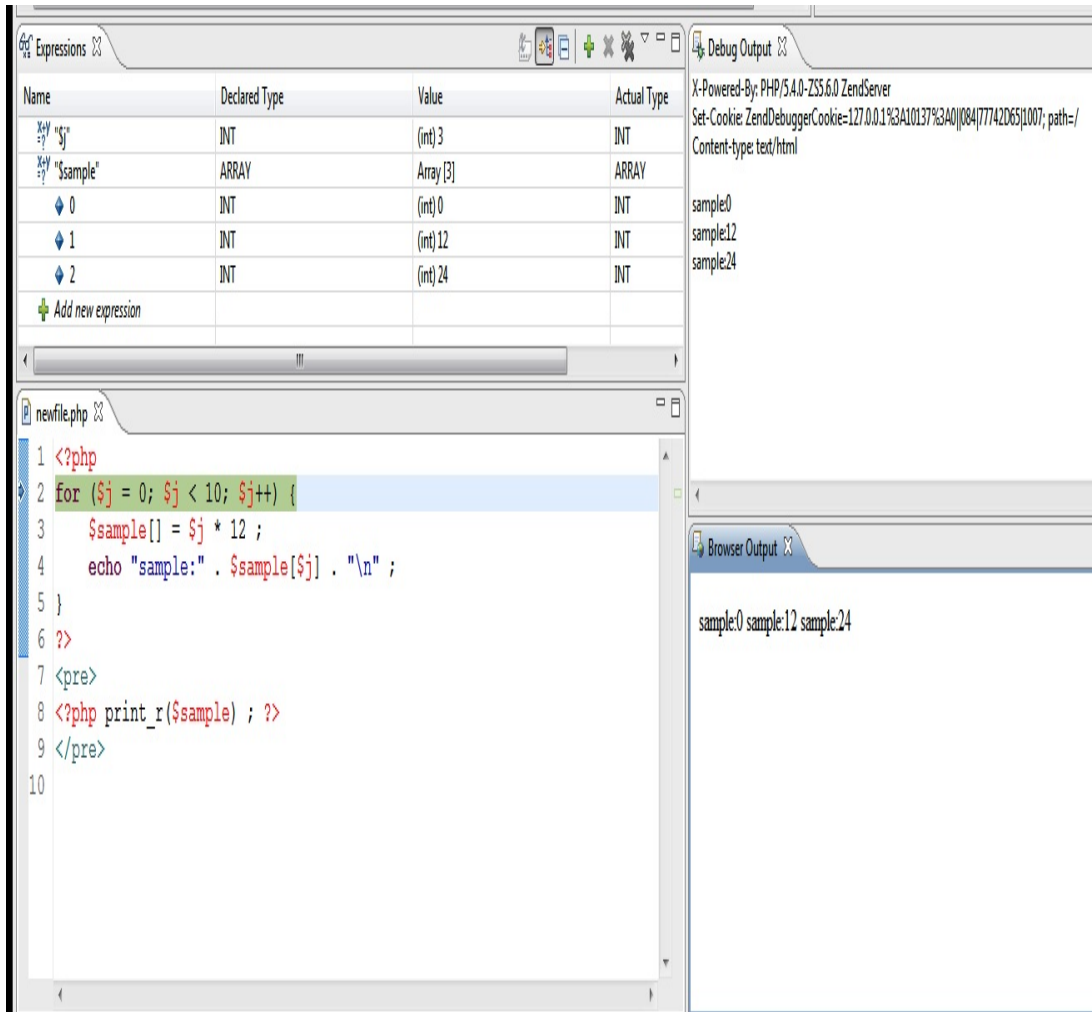 Expressions
Name Declared Type Value Actual Type
"$j" INT (int) 3 INT
"$sample" ARRAY Array [3] ARRAY
0 INT (int) 0 INT
1 INT (int) 12 INT
2 INT (int) 24 INT
Add new expression
newfile.php
1 <?php
2 for ($j = 0; $j < 10; $j++) {
3 $sample[] = $j * 12 ;
4 echo "sample:" . $sample[$j] . "\n" ;
5 }
6 ?>
7 <pre>
8 <?php print_r($sample) ; ?>
9 </pre>
10
Debug Output
X-Powered-By: PHP/5.4.0-ZS5.6.0 ZendServer
Set-Cookie: ZendDebuggerCookie=127.0.0.1%3A10137%3A0||084|77742D65|1007; path=/
Content-type: text/html
sample:0
sample:12
sample:24
Browser Output
sample:0 sample:12 sample:24